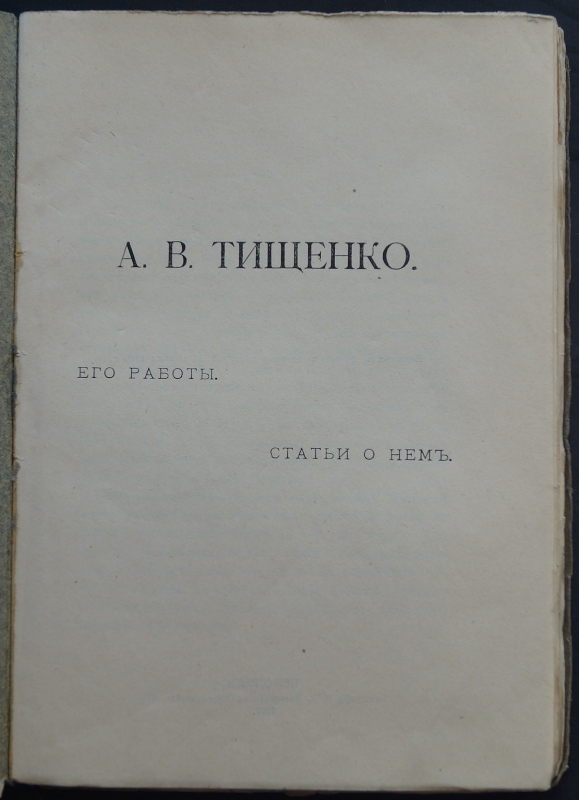 А. В. ТИЩЕНКО.
ЕГО РАБОТЫ.
СТАТЬИ О НЕМЪ.